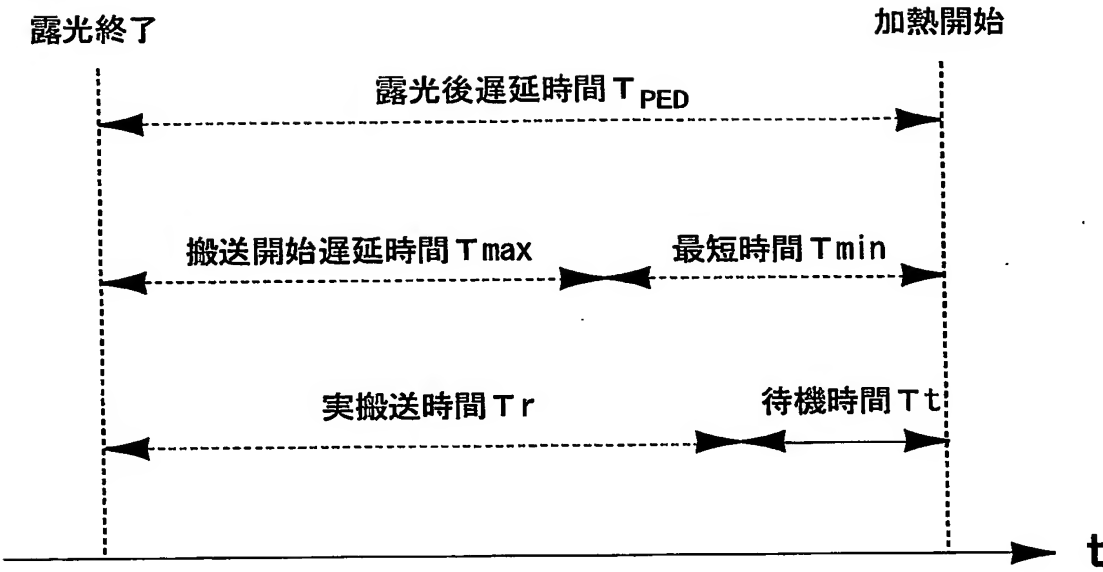 露光終了
加熱開始
露光後遅延時間TPED
搬送開始遅延時間Tmax
最短時間Tmin
実搬送時間Tr
待機時間Tt
t